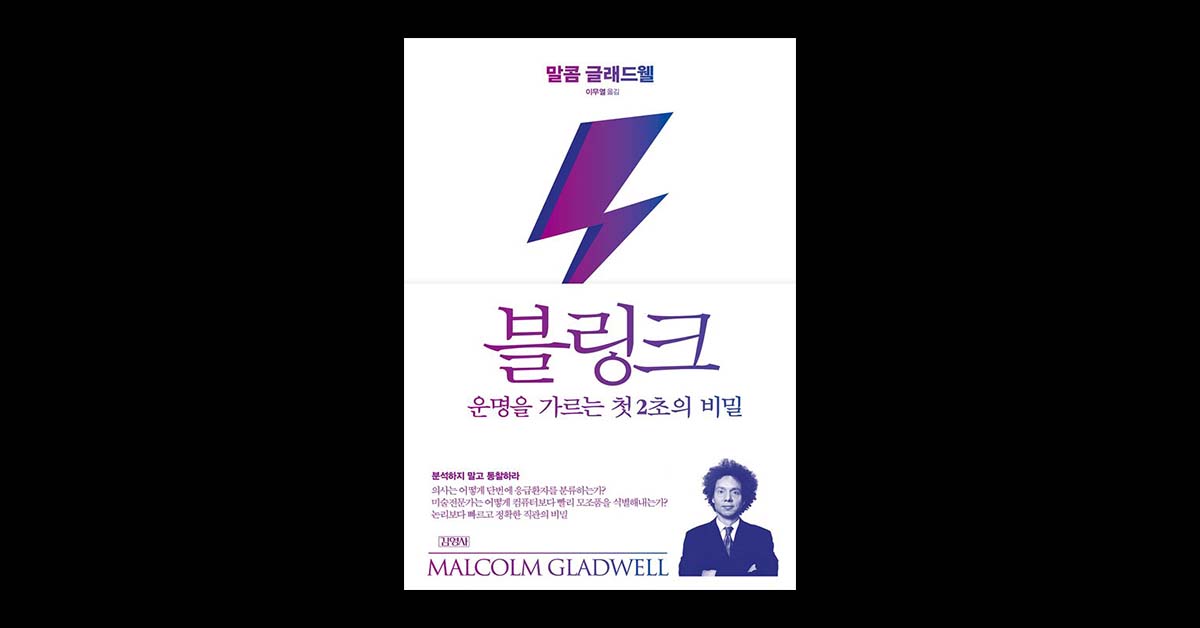 말콤 글래드웰
이무열 옮김
블링크
운명을 가르는 첫 2초의 비밀
분석하지 말고 통찰하라
의사는 어떻게 단번에 응급환자를 분류하는가?
미술전문가는 어떻게 컴퓨터보다 빨리 모조품을 식별해내는가?
논리보다 빠르고 정확한 직관의 비밀
김영사
MALCOLM GLADWELL